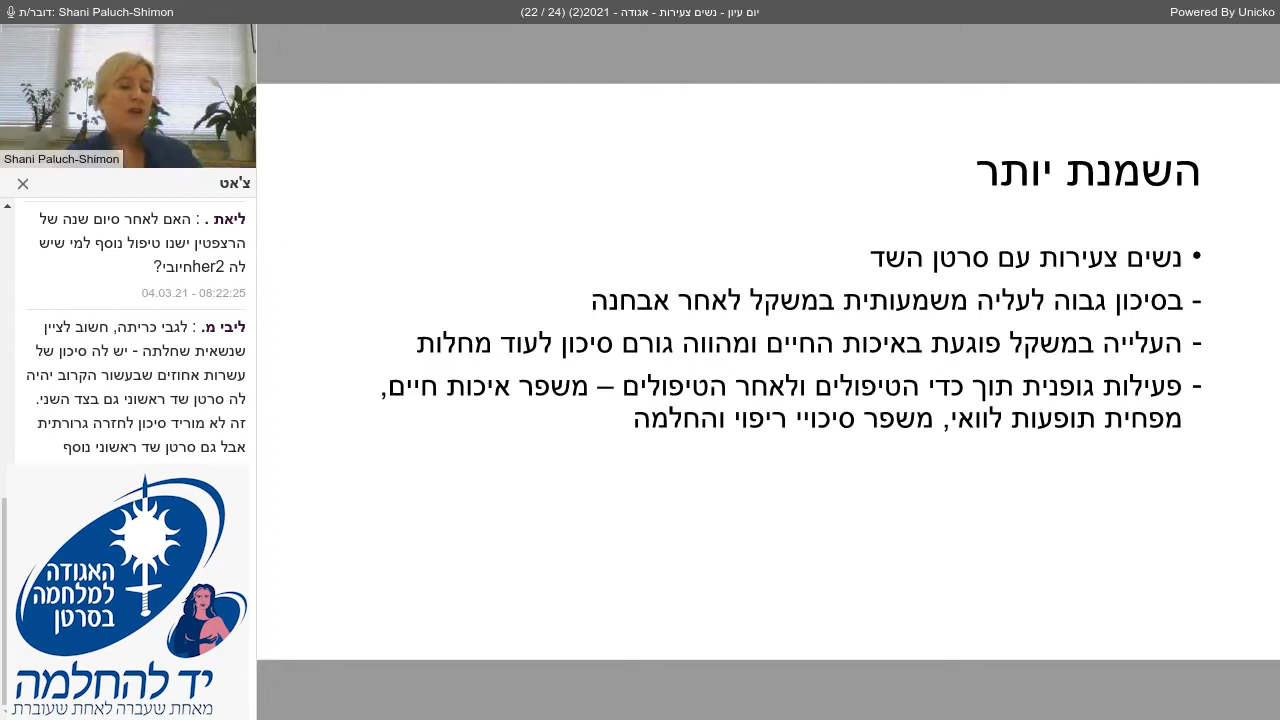 דובר/ת: Shani Paluch-Shimon
יום עיון - נשים צעירות - אגודה - 2021(2) (24 / 22)
Powered By Unicko
Shani Paluch-Shimon
צ'אט
ליאת . : האם לאחר סיום שנה של
הרצפטין ישנו טיפול נוסף למי שיש
לה her2חיובי?
04.03.21 - 08:22:25
ליבי מ. : לגבי כריתה, חשוב לציין
שנשאית שחלתה - יש לה סיכון של
עשרות אחוזים שבעשור הקרוב יהיה
לה סרטן שד ראשוני גם בצד השני.
זה לא מוריד סיכון לחזרה גרורתית
אבל גם סרטן שד ראשוני נוסף
האגודה
למלחמה
בסרטן
יד להחלמה
מאחת שעברה לאחת שעוברת
השמנת יותר
• נשים צעירות עם סרטן השד
- בסיכון גבוה לעליה משמעותית במשקל לאחר אבחנה
- העלייה במשקל פוגעת באיכות החיים ומהווה גורם סיכון לעוד מחלות
- פעילות גופנית תוך כדי הטיפולים ולאחר הטיפולים – משפר איכות חיים,
מפחית תופעות לוואי, משפר סיכויי ריפוי והחלמה